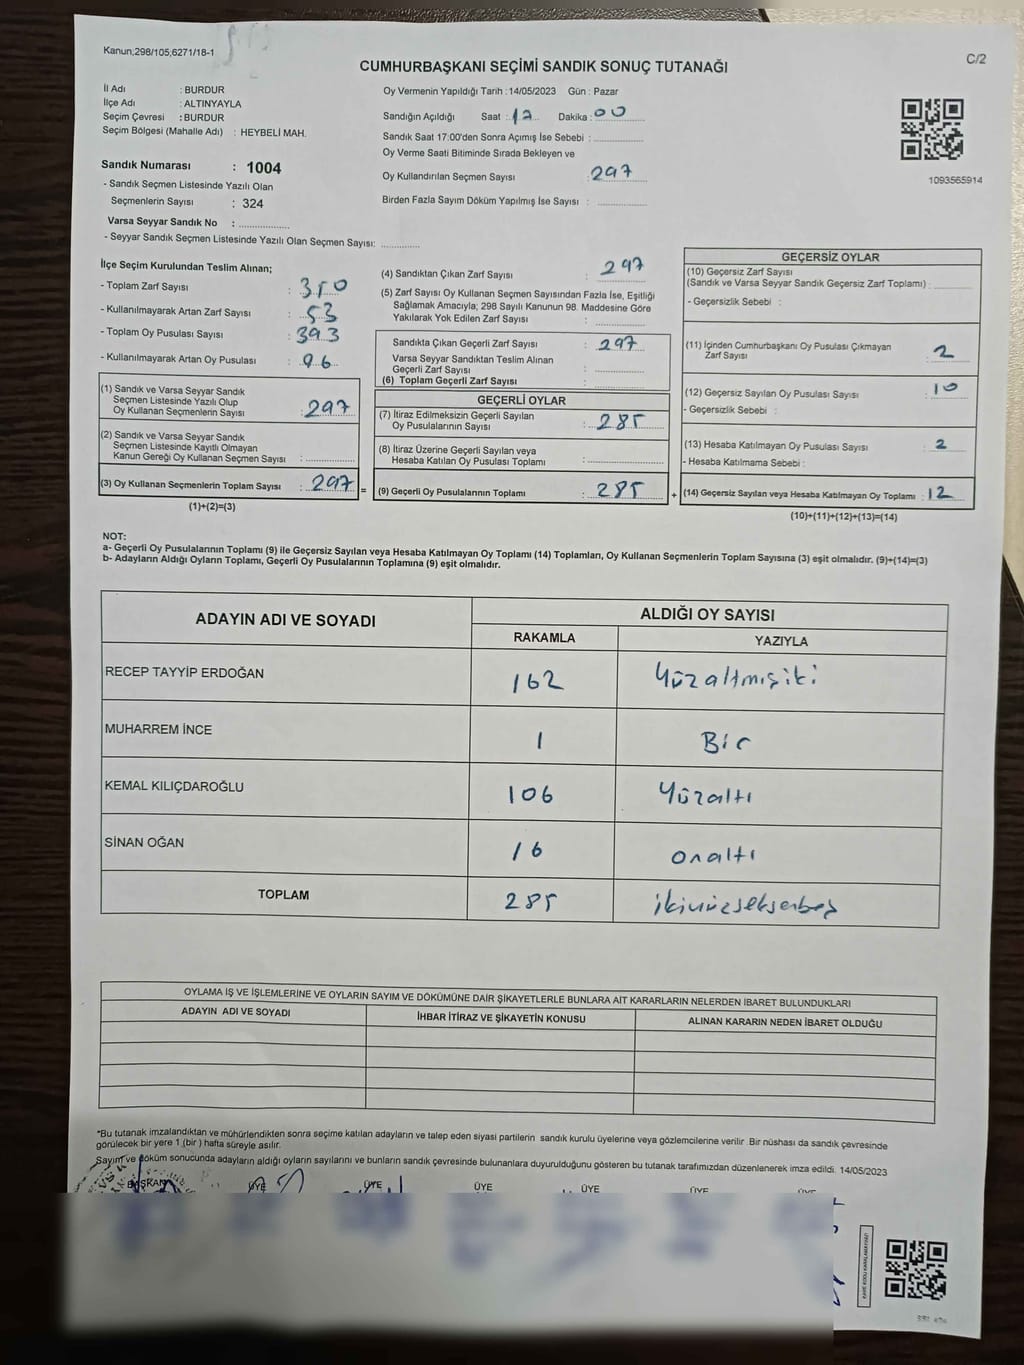 Kanun,298/105,6271/18-1
C/2
CUMHURBAŞKANI SEÇİMİ SANDIK SONUÇ TUTANAĞI
İl Adı : BURDUR
İlçe Adı : ALTINYAYLA
Seçim Çevresi : BURDUR
Seçim Bölgesi (Mahalle Adı) : HEYBELİ MAH.
Sandık Numarası : 1004
- Sandık Seçmen Listesinde Yazılı Olan
Seçmenlerin Sayısı : 324
Varsa Seyyar Sandık No : ..................
- Seyyar Sandık Seçmen Listesinde Yazılı Olan Seçmen Sayısı: ..............
Oy Vermenin Yapıldığı Tarih :14/05/2023 Gün : Pazar
Sandığın Açıldığı Saat : 17 Dakika : 00
Sandık Saat 17:00'den Sonra Açımış İse Sebebi : ..................
Oy Verme Saati Bitiminde Sırada Bekleyen ve
Oy Kullandırılan Seçmen Sayısı : 297
Birden Fazla Sayım Döküm Yapılmış İse Sayısı : ..................
1093565914
İlçe Seçim Kurulundan Teslim Alınan;
- Toplam Zarf Sayısı : 350
- Kullanılmayarak Artan Zarf Sayısı : 53
- Toplam Oy Pusulası Sayısı : 393
- Kullanılmayarak Artan Oy Pusulası : 96
(1) Sandık ve Varsa Seyyar Sandık
Seçmen Listesinde Yazılı Olup
Oy Kullanan Seçmenlerin Sayısı : 297
(2) Sandık ve Varsa Seyyar Sandık
Seçmen Listesinde Kayıtlı Olmayan
Kanun Gereği Oy Kullanan Seçmen Sayısı : ..................
(3) Oy Kullanan Seçmenlerin Toplam Sayısı : 297 =
(1)+(2)=(3)
(4) Sandıktan Çıkan Zarf Sayısı : 297
(5) Zarf Sayısı Oy Kullanan Seçmen Sayısından Fazla İse, Eşitliği
Sağlamak Amacıyla; 298 Sayılı Kanunun 98. Maddesine Göre
Yakılarak Yok Edilen Zarf Sayısı : ..................
Sandıkta Çıkan Geçerli Zarf Sayısı : 297
Varsa Seyyar Sandıktan Teslim Alınan
Geçerli Zarf Sayısı : ..................
(6) Toplam Geçerli Zarf Sayısı : ..................
GEÇERLİ OYLAR
(7) İtiraz Edilmeksizin Geçerli Sayılan
Oy Pusulalarının Sayısı : 285
(8) İtiraz Üzerine Geçerli Sayılan veya
Hesaba Katılan Oy Pusulası Toplamı : ..................
(9) Geçerli Oy Pusulalarının Toplamı : 285 +
GEÇERSİZ OYLAR
(10) Geçersiz Zarf Sayısı
(Sandık ve Varsa Seyyar Sandık Geçersiz Zarf Toplamı) : ............
- Geçersizlik Sebebi :
(11) İçinden Cumhurbaşkanı Oy Pusulası Çıkmayan
Zarf Sayısı : 2
(12) Geçersiz Sayılan Oy Pusulası Sayısı : 10
- Geçersizlik Sebebi :
(13) Hesaba Katılmayan Oy Pusulası Sayısı : 2
- Hesaba Katılmama Sebebi :
(14) Geçersiz Sayılan veya Hesaba Katılmayan Oy Toplamı : 12
(10)+(11)+(12)+(13)=(14)
NOT:
a- Geçerli Oy Pusulalarının Toplamı (9) ile Geçersiz Sayılan veya Hesaba Katılmayan Oy Toplamı (14) Toplamları, Oy Kullanan Seçmenlerin Toplam Sayısına (3) eşit olmalıdır. (9)+(14)=(3)
b- Adayların Aldığı Oyların Toplamı, Geçerli Oy Pusulalarının Toplamına (9) eşit olmalıdır.
ADAYIN ADI VE SOYADI
ALDIĞI OY SAYISI
RAKAMLA YAZIYLA
RECEP TAYYİP ERDOĞAN 162 Yüzaltmışiki
MUHARREM İNCE 1 Bir
KEMAL KILIÇDAROĞLU 106 Yüzaltı
SİNAN OĞAN 16 onaltı
TOPLAM 285 ikiyüzseksenbeş
OYLAMA İŞ VE İŞLEMLERİNE VE OYLARIN SAYIM VE DÖKÜMÜNE DAİR ŞİKAYETLERLE BUNLARA AİT KARARLARIN NELERDEN İBARET BULUNDUKLARI
ADAYIN ADI VE SOYADI İHBAR İTİRAZ VE ŞİKAYETİN KONUSU ALINAN KARARIN NEDEN İBARET OLDUĞU
*Bu tutanak imzalandıktan ve mühürlendikten sonra seçime katılan adayların ve talep eden siyasi partilerin sandık kurulu üyelerine veya gözlemcilerine verilir .Bir nüshası da sandık çevresinde
görülecek bir yere 1 (bir ) hafta süreyle asılır.
Sayım ve döküm sonucunda adayların aldığı oyların sayılarını ve bunların sandık çevresinde bulunanlara duyurulduğunu gösteren bu tutanak tarafımızdan düzenlenerek imza edildi. 14/05/2023
BAŞKAN ÜYE ÜYE ÜYE ÜYE ÜYE ÜYE